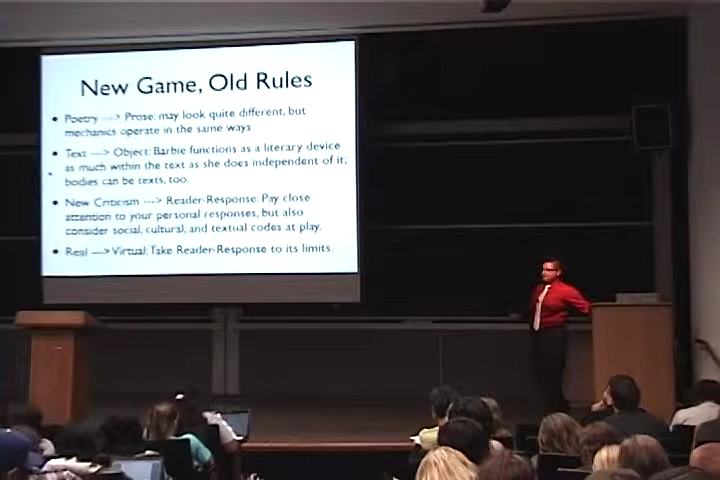 New Game, Old Rules
• Poetry ---> Prose: may look quite different, but
mechanics operate in the same ways
• Text ---> Object: Barbie functions as a literary device
as much within the text as she does independent of it;
bodies can be texts, too.
• New Criticism ---> Reader-Response: Pay close
attention to your personal responses, but also
consider social, cultural, and textual codes at play.
• Real ---> Virtual: Take Reader-Response to its limits.